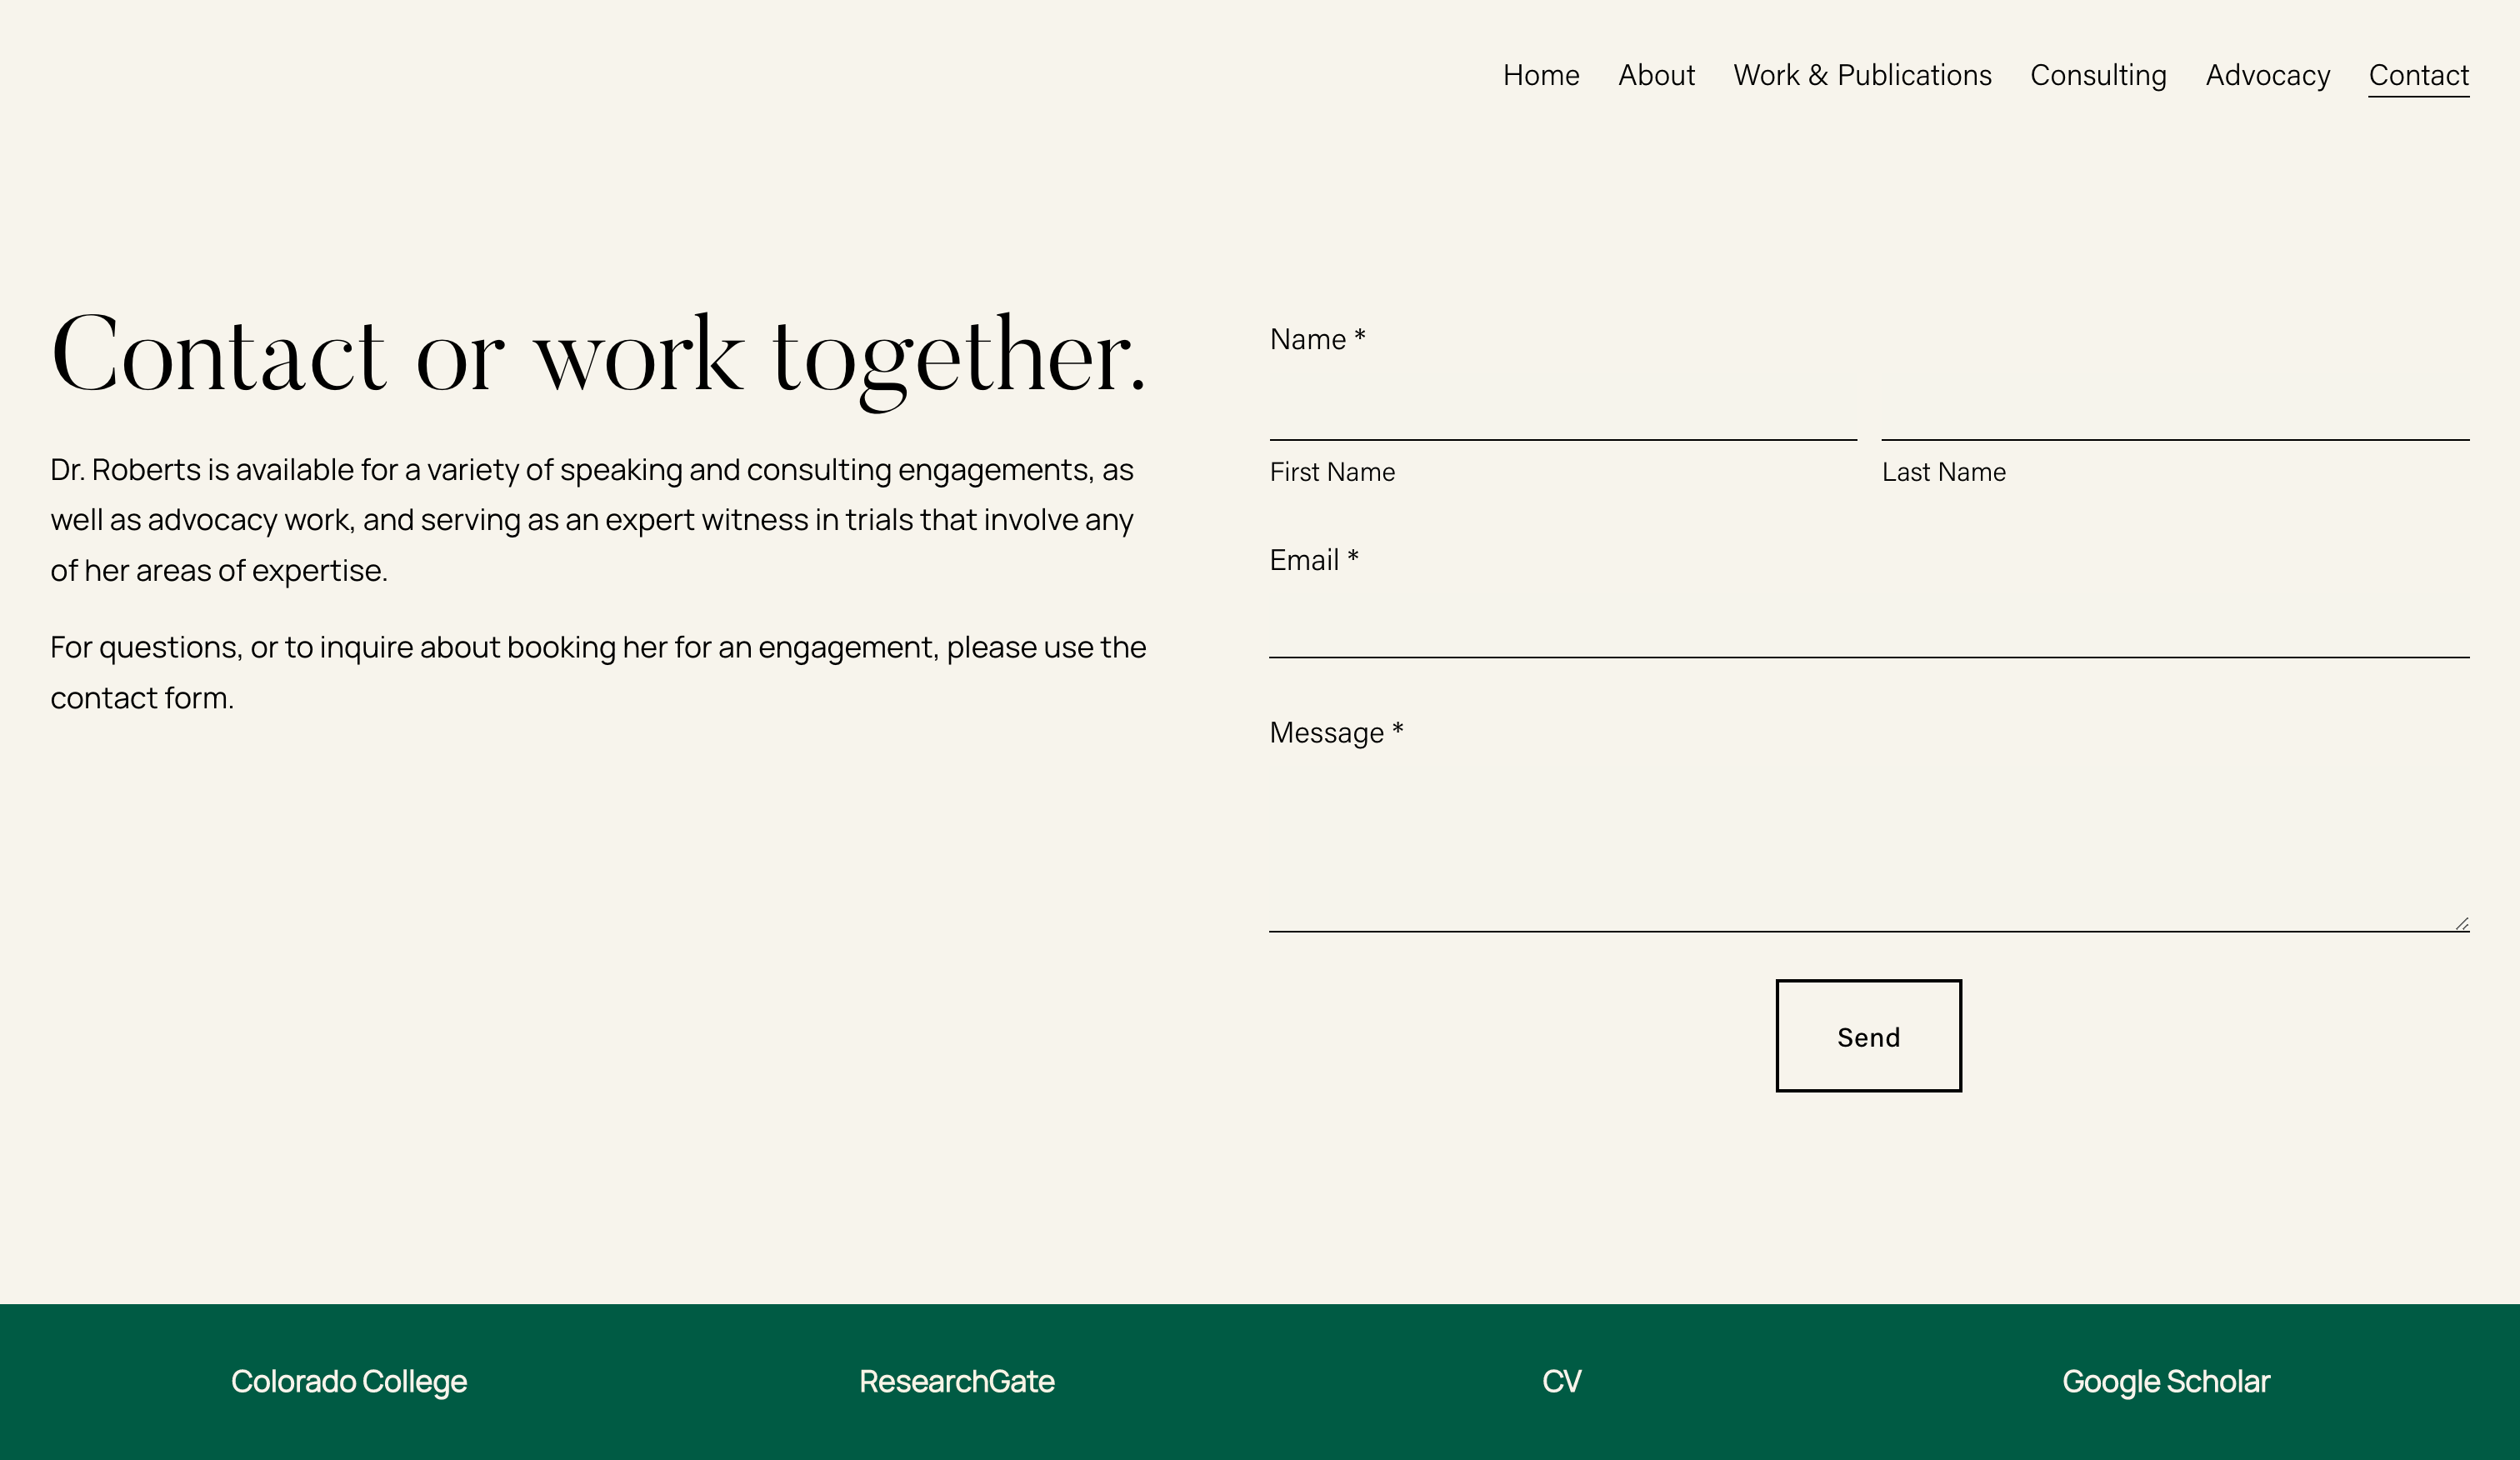 Home About Work & Publications Consulting Advocacy Contact
Contact or work together.
Dr. Roberts is available for a variety of speaking and consulting engagements, as
well as advocacy work, and serving as an expert witness in trials that involve any
of her areas of expertise.
For questions, or to inquire about booking her for an engagement, please use the
contact form.
Name *
First Name Last Name
Email *
Message *
Send
Colorado College ResearchGate CV Google Scholar